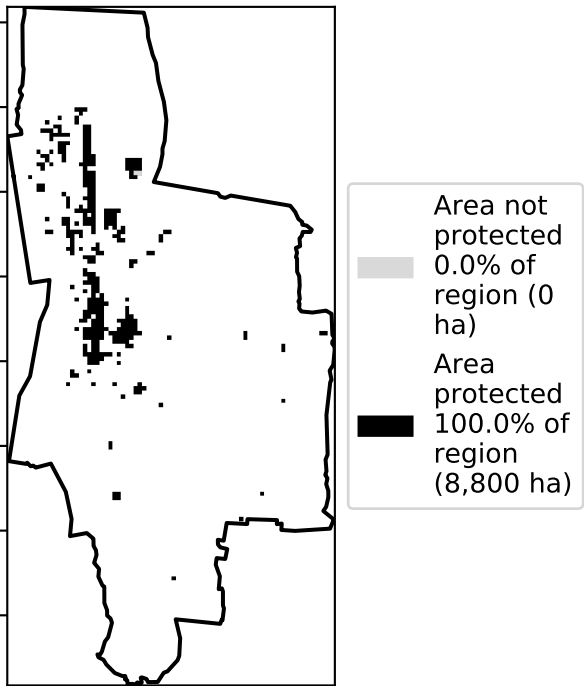 Area not
protected
0.0% of
region (0
ha)
Area
protected
100.0% of
region
(8,800 ha)